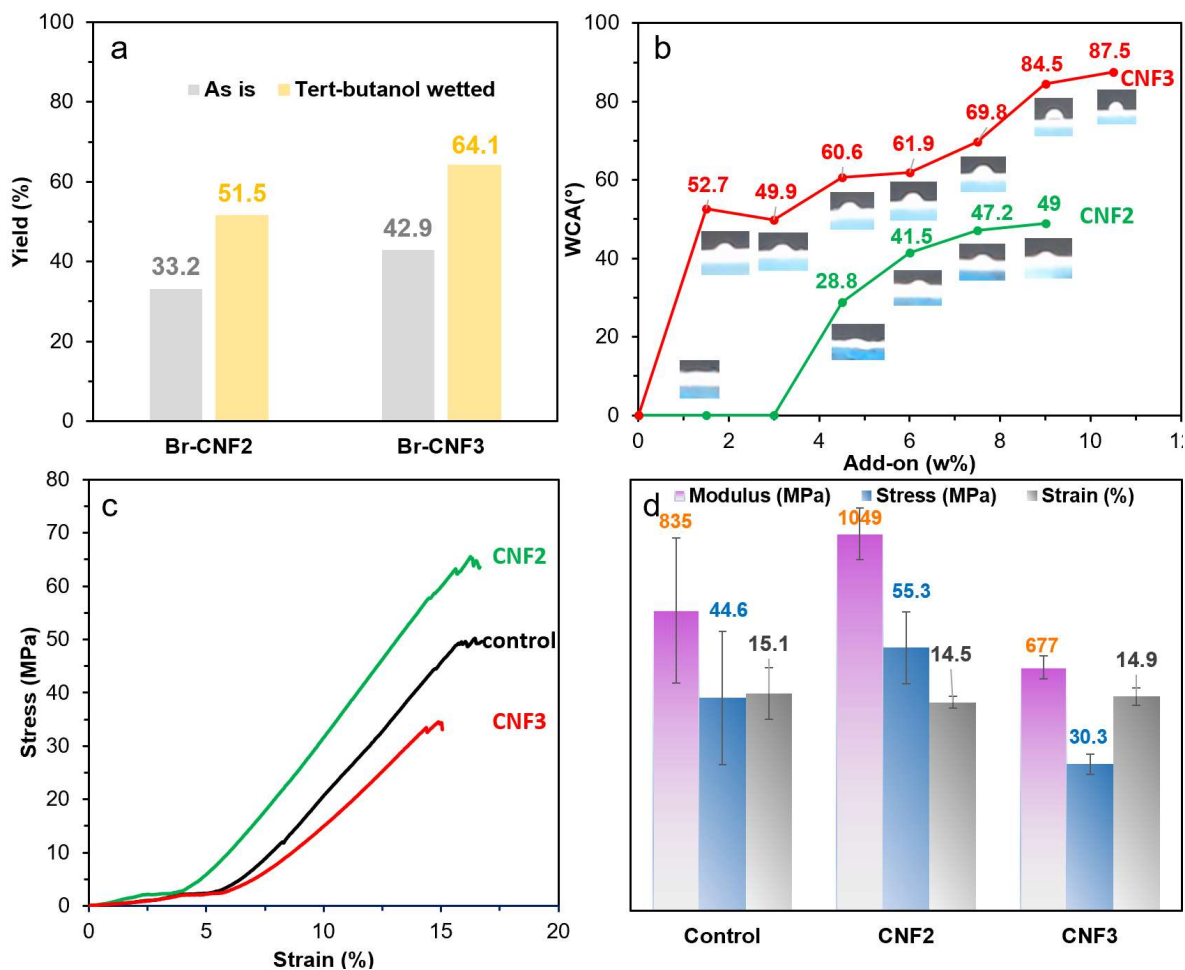 a
As is
Tert-butanol wetted
Yield (%)
100
80
60
40
20
0
33.2
51.5
42.9
64.1
Br-CNF2
Br-CNF3
b
WCA(°)
100
80
60
40
20
0
52.7
49.9
60.6
61.9
69.8
84.5
87.5
CNF3
28.8
41.5
47.2
49
CNF2
0
2
4
6
8
10
Add-on (w%)
c
Stress (MPa)
80
70
60
50
40
30
20
10
0
CNF2
control
CNF3
0
5
10
15
20
Strain (%)
d
Modulus (MPa)
Stress (MPa)
Strain (%)
835
44.6
15.1
1049
55.3
14.5
677
30.3
14.9
Control
CNF2
CNF3